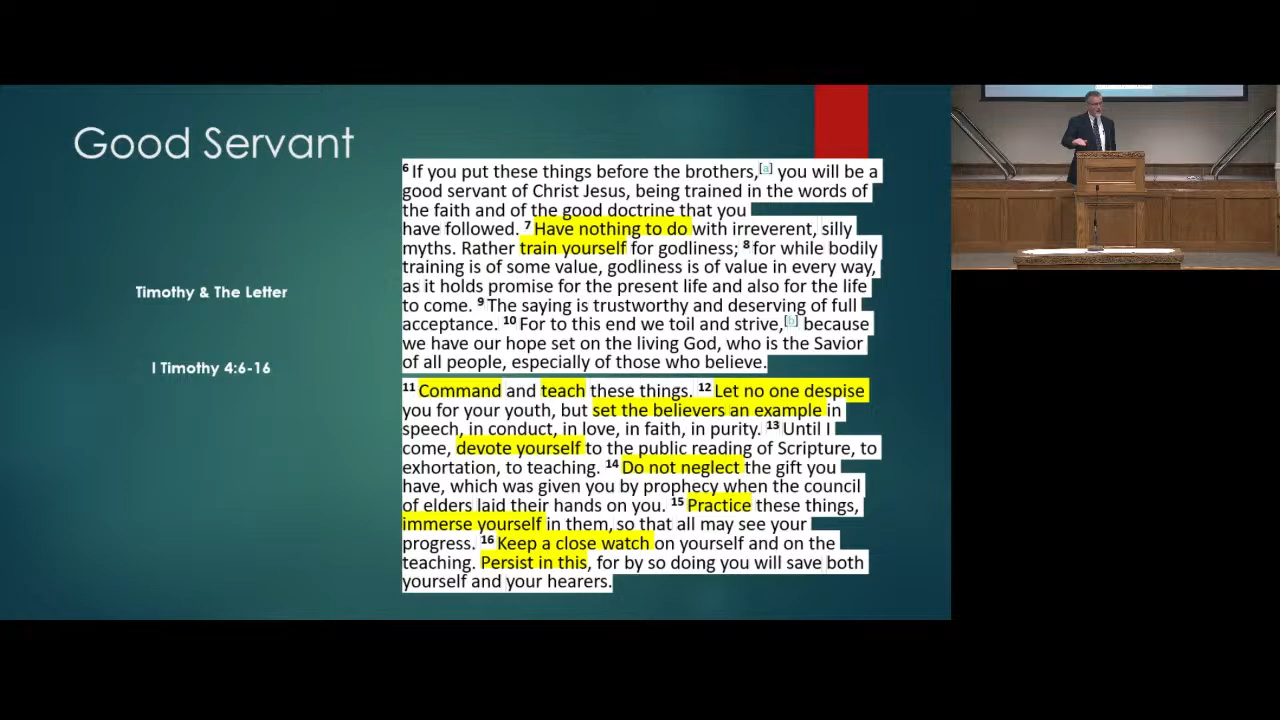 Good Servant
Timothy & The Letter
I Timothy 4:6-16
6 If you put these things before the brothers,[a] you will be a
good servant of Christ Jesus, being trained in the words of
the faith and of the good doctrine that you
have followed. 7 Have nothing to do with irreverent, silly
myths. Rather train yourself for godliness; 8 for while bodily
training is of some value, godliness is of value in every way,
as it holds promise for the present life and also for the life
to come. 9 The saying is trustworthy and deserving of full
acceptance. 10 For to this end we toil and strive,[b] because
we have our hope set on the living God, who is the Savior
of all people, especially of those who believe.
11 Command and teach these things. 12 Let no one despise
you for your youth, but set the believers an example in
speech, in conduct, in love, in faith, in purity. 13 Until I
come, devote yourself to the public reading of Scripture, to
exhortation, to teaching. 14 Do not neglect the gift you
have, which was given you by prophecy when the council
of elders laid their hands on you. 15 Practice these things,
immerse yourself in them, so that all may see your
progress. 16 Keep a close watch on yourself and on the
teaching. Persist in this, for by so doing you will save both
yourself and your hearers.